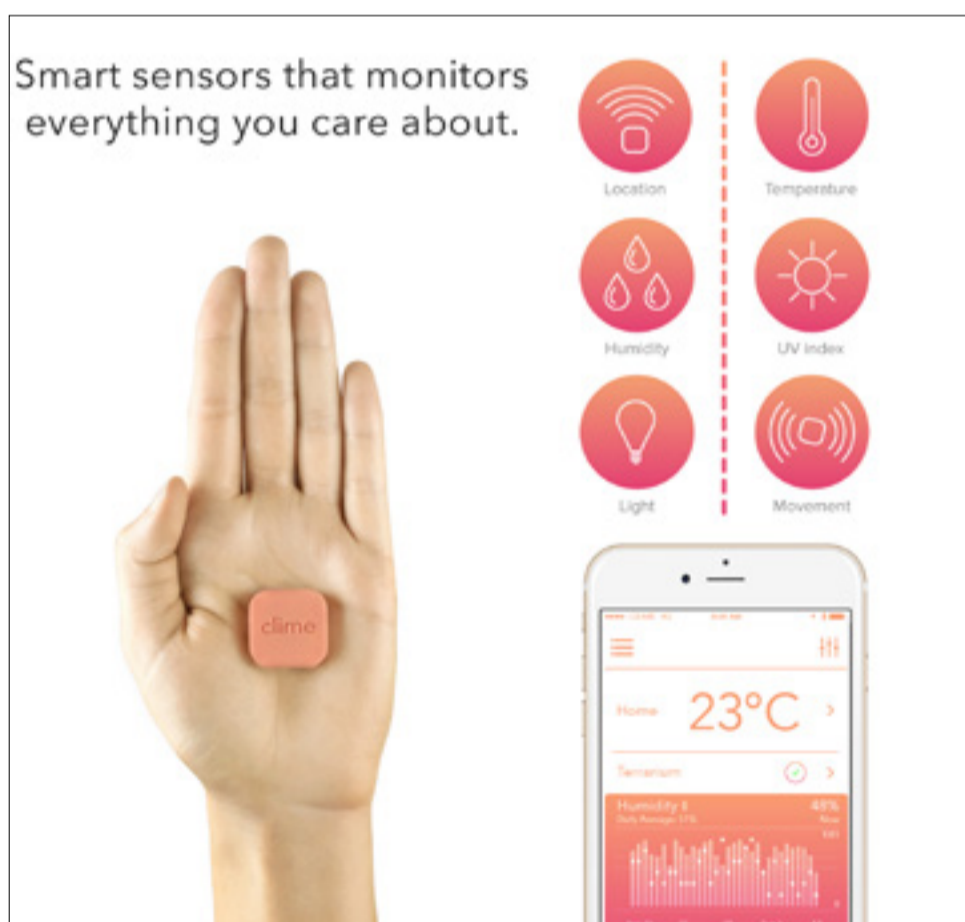 Smart sensors that monitors
everything you care about.
Location
Temperature
Humidity
UV index
Light
Movement
clime
Home
23°C
Terrarium
Humidity
48%
Now